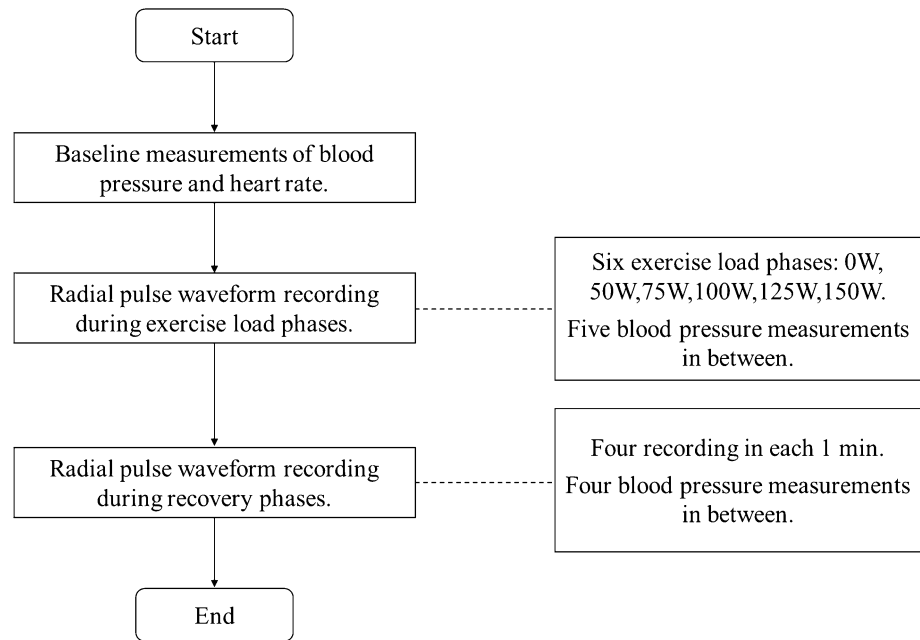 Start
Baseline measurements of blood
pressure and heart rate.
Radial pulse waveform recording
during exercise load phases.
Six exercise load phases: 0W,
50W,75W,100W,125W,150W.
Five blood pressure measurements
in between.
Radial pulse waveform recording
during recovery phases.
Four recording in each 1 min.
Four blood pressure measurements
in between.
End